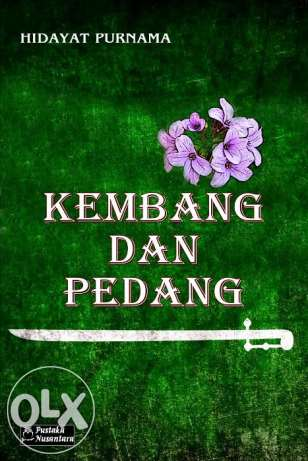 HIDAYAT PURNAMA
KEMBANG
DAN
PEDANG
OLX
Pustaka
Nusantara